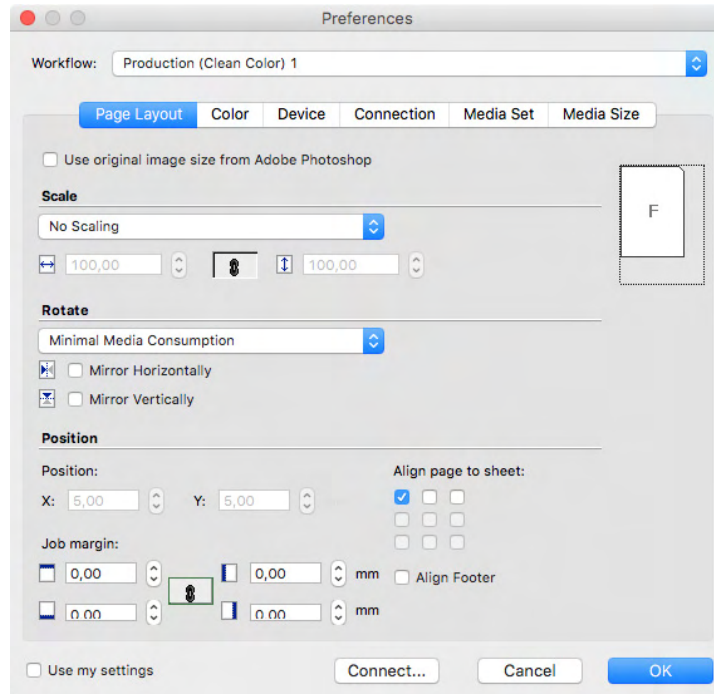 Preferences
Workflow: Production (Clean Color) 1
Page Layout Color Device Connection Media Set Media Size
Use original image size from Adobe Photoshop
Scale
No Scaling
F
100,00 100,00
Rotate
Minimal Media Consumption
Mirror Horizontally
Mirror Vertically
Position
Position: Align page to sheet:
X: 5,00 Y: 5,00
Job margin:
0,00 0,00 mm Align Footer
0,00 0,00 mm
Use my settings Connect... Cancel OK